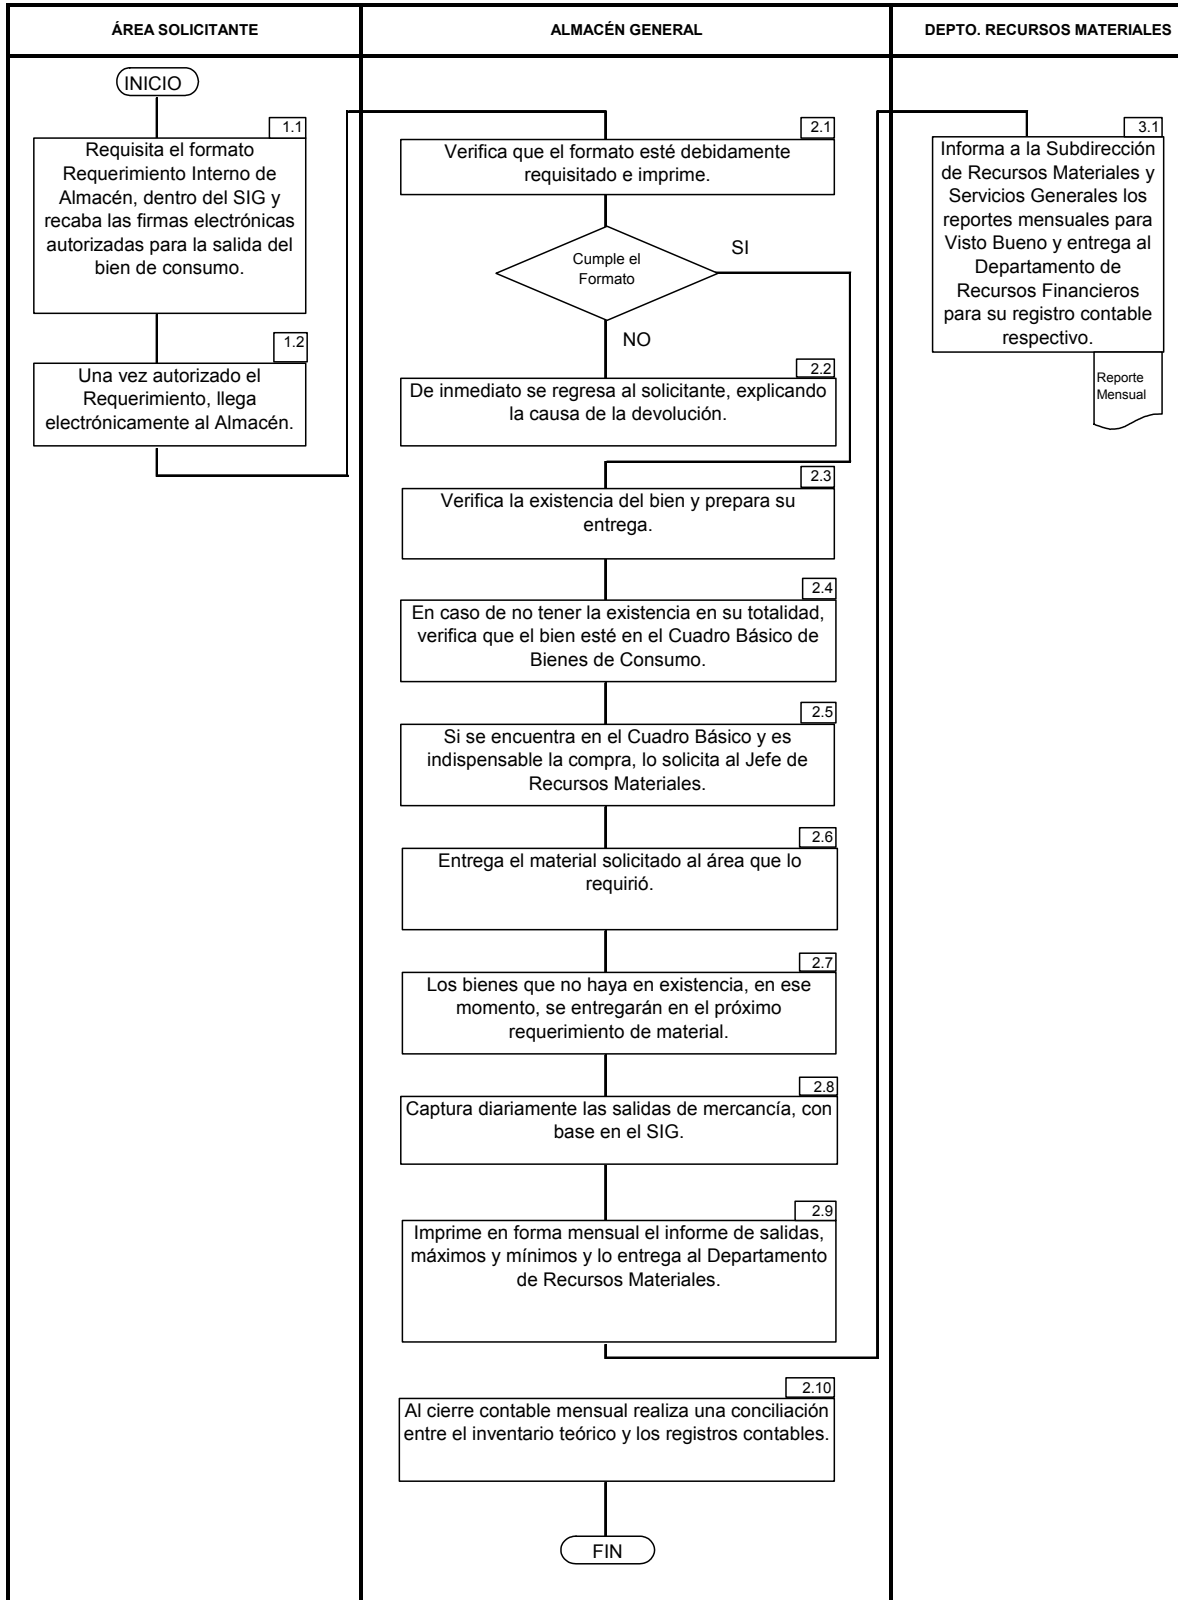 ÁREA SOLICITANTE
ALMACÉN GENERAL
DEPTO. RECURSOS MATERIALES
INICIO
1.1
Requisita el formato
Requerimiento Interno de
Almacén, dentro del SIG y
recaba las firmas electrónicas
autorizadas para la salida del
bien de consumo.
1.2
Una vez autorizado el
Requerimiento, llega
electrónicamente al Almacén.
2.1
Verifica que el formato esté debidamente
requisitado e imprime.
Cumple el
Formato
SI
NO
2.2
De inmediato se regresa al solicitante, explicando
la causa de la devolución.
2.3
Verifica la existencia del bien y prepara su
entrega.
2.4
En caso de no tener la existencia en su totalidad,
verifica que el bien esté en el Cuadro Básico de
Bienes de Consumo.
2.5
Si se encuentra en el Cuadro Básico y es
indispensable la compra, lo solicita al Jefe de
Recursos Materiales.
2.6
Entrega el material solicitado al área que lo
requirió.
2.7
Los bienes que no haya en existencia, en ese
momento, se entregarán en el próximo
requerimiento de material.
2.8
Captura diariamente las salidas de mercancía, con
base en el SIG.
2.9
Imprime en forma mensual el informe de salidas,
máximos y mínimos y lo entrega al Departamento
de Recursos Materiales.
2.10
Al cierre contable mensual realiza una conciliación
entre el inventario teórico y los registros contables.
FIN
3.1
Informa a la Subdirección
de Recursos Materiales y
Servicios Generales los
reportes mensuales para
Visto Bueno y entrega al
Departamento de
Recursos Financieros
para su registro contable
respectivo.
Reporte
Mensual